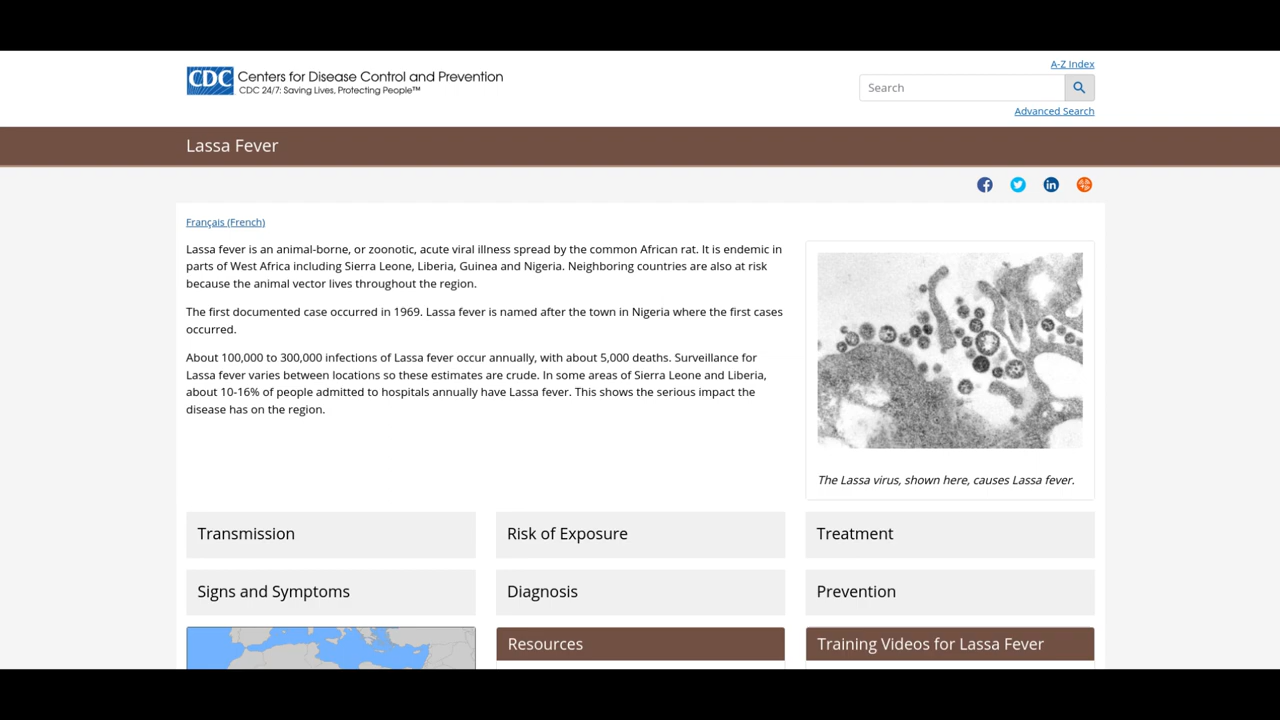 CDC Centers for Disease Control and Prevention
CDC 24/7: Saving Lives, Protecting People™
A-Z Index
Search
Advanced Search
Lassa Fever
Français (French)
Lassa fever is an animal-borne, or zoonotic, acute viral illness spread by the common African rat. It is endemic in
parts of West Africa including Sierra Leone, Liberia, Guinea and Nigeria. Neighboring countries are also at risk
because the animal vector lives throughout the region.
The first documented case occurred in 1969. Lassa fever is named after the town in Nigeria where the first cases
occurred.
About 100,000 to 300,000 infections of Lassa fever occur annually, with about 5,000 deaths. Surveillance for
Lassa fever varies between locations so these estimates are crude. In some areas of Sierra Leone and Liberia,
about 10-16% of people admitted to hospitals annually have Lassa fever. This shows the serious impact the
disease has on the region.
The Lassa virus, shown here, causes Lassa fever.
Transmission
Risk of Exposure
Treatment
Signs and Symptoms
Diagnosis
Prevention
Resources
Training Videos for Lassa Fever